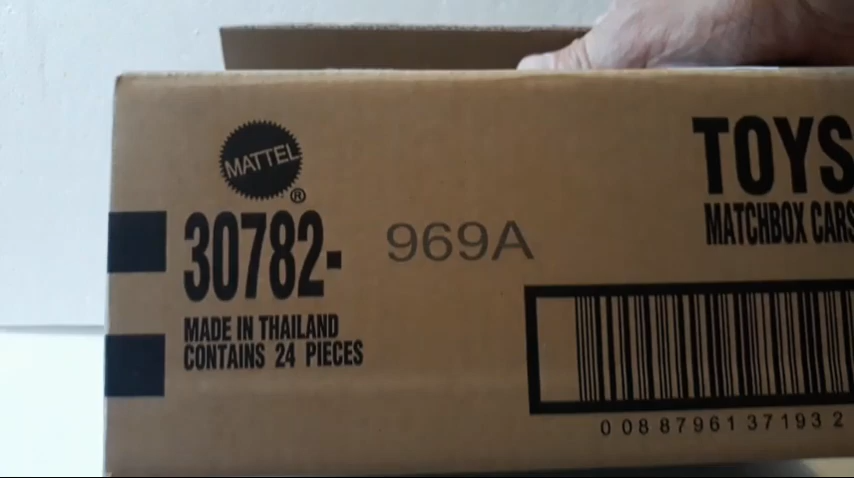 MATTEL
®
30782- 969A
MADE IN THAILAND
CONTAINS 24 PIECES
TOYS
MATCHBOX CARS
0 08 87961 37193 2